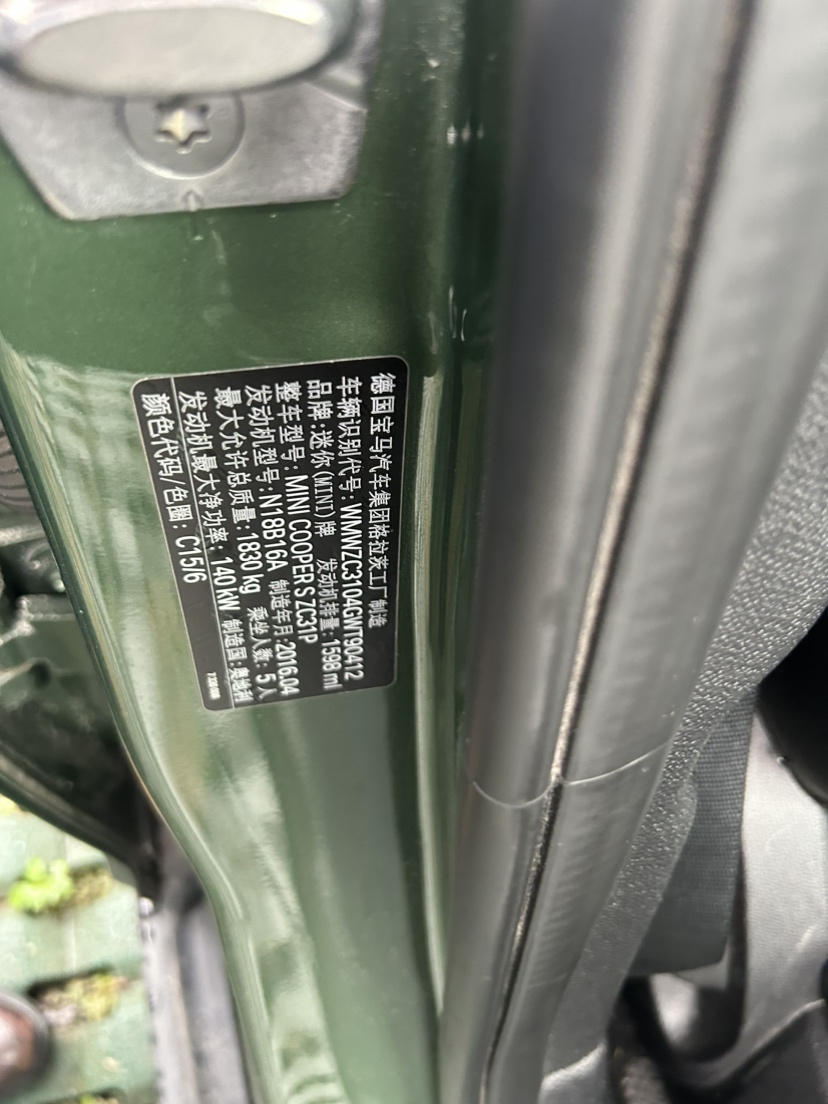 德国宝马汽车集团格拉茨工厂制造
车辆识别代号: WMWZC3104GWT90412
品牌:迷你(MINI)牌 发动机排量: 1598 ml
整车型号: MINI COOPER S ZC31P
发动机型号: N18B16A 制造年月:2016.04
最大允许总质量: 1830 kg 乘坐人数: 5 人
发动机最大净功率: 140 kW 制造国:奥地利
颜色代码/色圈: C15/6